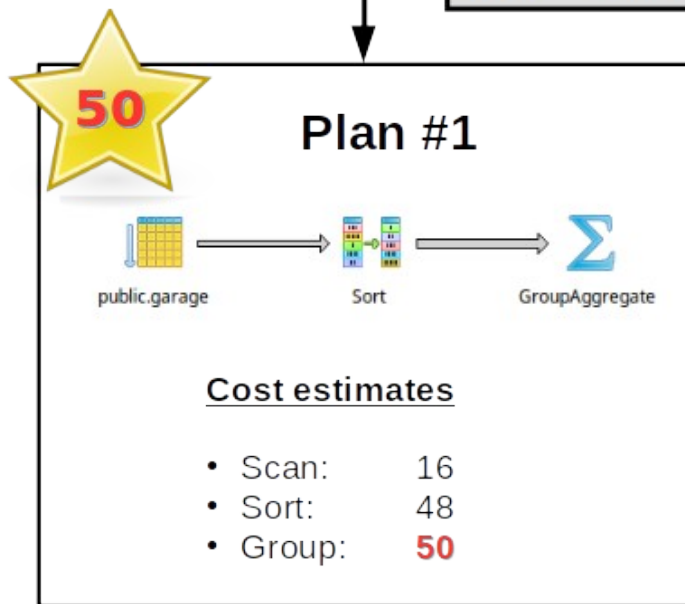 50
Plan #1
public.garage Sort GroupAggregate
Cost estimates
• Scan: 16
• Sort: 48
• Group: 50